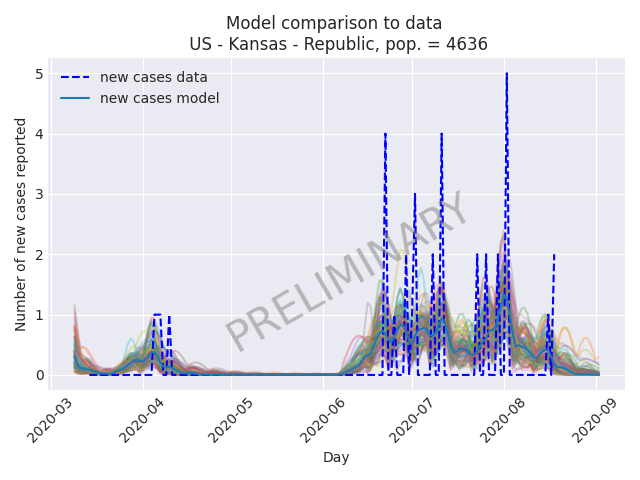 Model comparison to data
US - Kansas - Republic, pop. = 4636
new cases data
new cases model
PRELIMINARY
Number of new cases reported
5
4
3
2
1
0
2020-03
2020-04
2020-05
2020-06
2020-07
2020-08
2020-09
Day